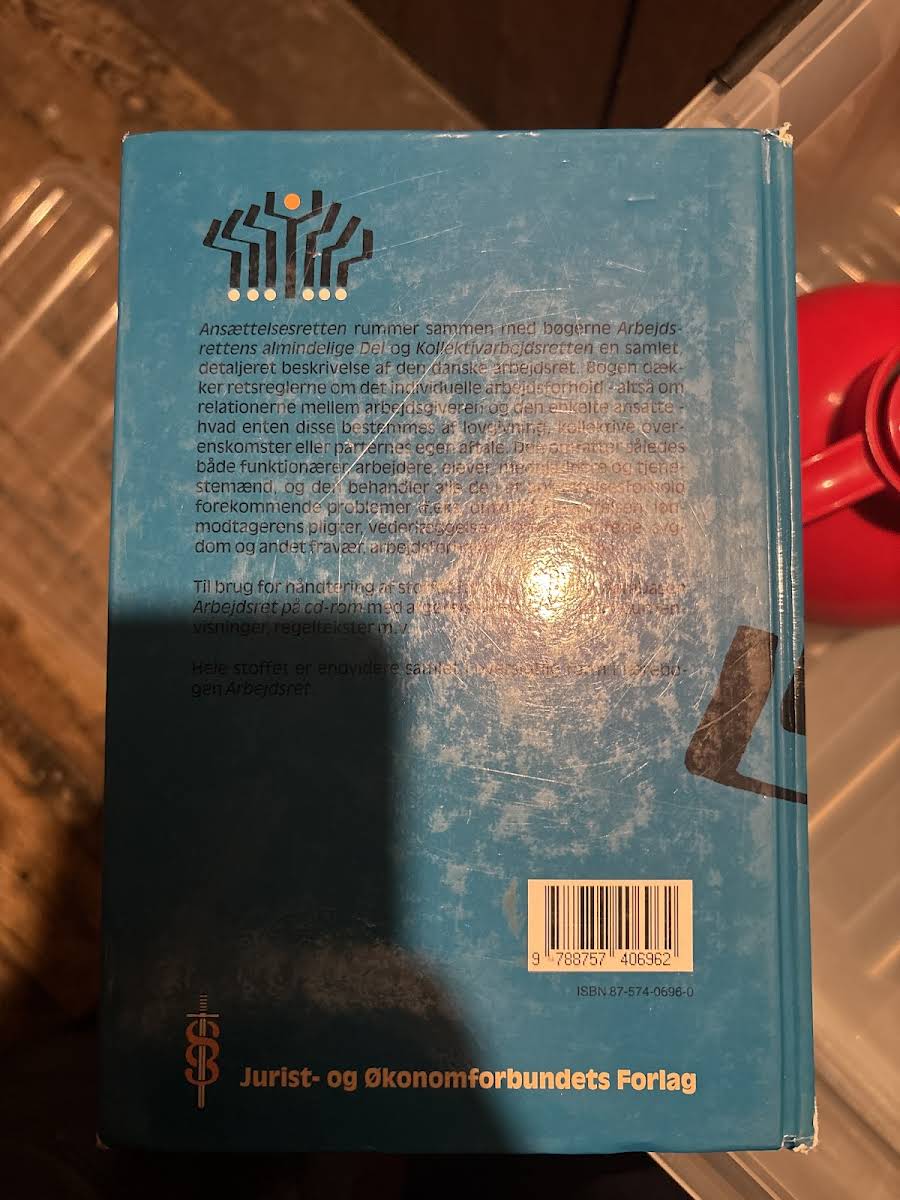 Ansættelsesretten rummer sammen med bøgerne Arbejds-
rettens almindelige Del og Kollektivarbejdsretten en samlet,
detaljeret beskrivelse af den danske arbejdsret. Bogen dæk-
ker retsreglerne om det individuelle arbejdsforhold - altså om
relationerne mellem arbejdsgiveren og den enkelte ansatte -
hvad enten disse bestemmes af lovgivning, kollektive over-
enskomster eller parternes egen aftale. Den omfatter således
både funktionærer, arbejdere, elever, og tjene-
stemænd, og den behandler alle de i
forekommende problemer
modtagerens pligter, vederlæggelse
dom og andet fravær, arbejdsfor
Til brug for håndtering af
Arbejdsret på cd-rom med
visninger, regeltekster m.v.
Hele stoffet er endvidere samlet i
gen Arbejdsret.
9 788757 406962
ISBN 87-574-0696-0
Jurist- og Økonomforbundets Forlag